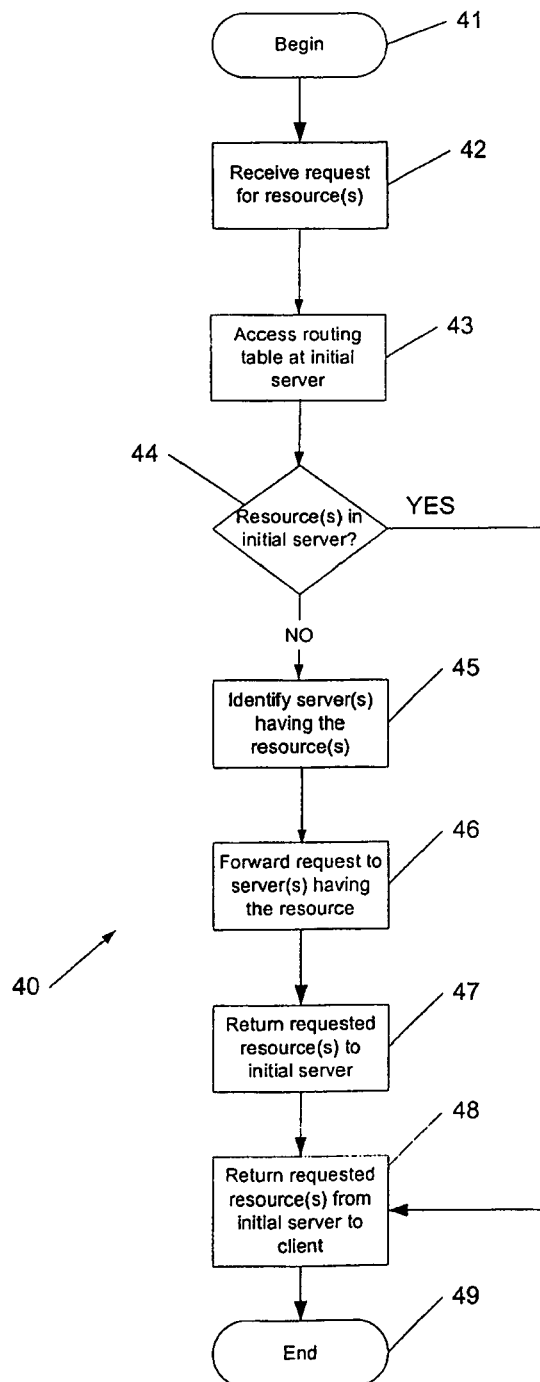 Begin
41
Receive request
for resource(s)
42
Access routing
table at initial
server
43
44
Resource(s) in
initial server?
YES
NO
Identify server(s)
having the
resource(s)
45
Forward request to
server(s) having
the resource
46
40
Return requested
resource(s) to
initial server
47
Return requested
resource(s) from
initial server to
client
48
End
49